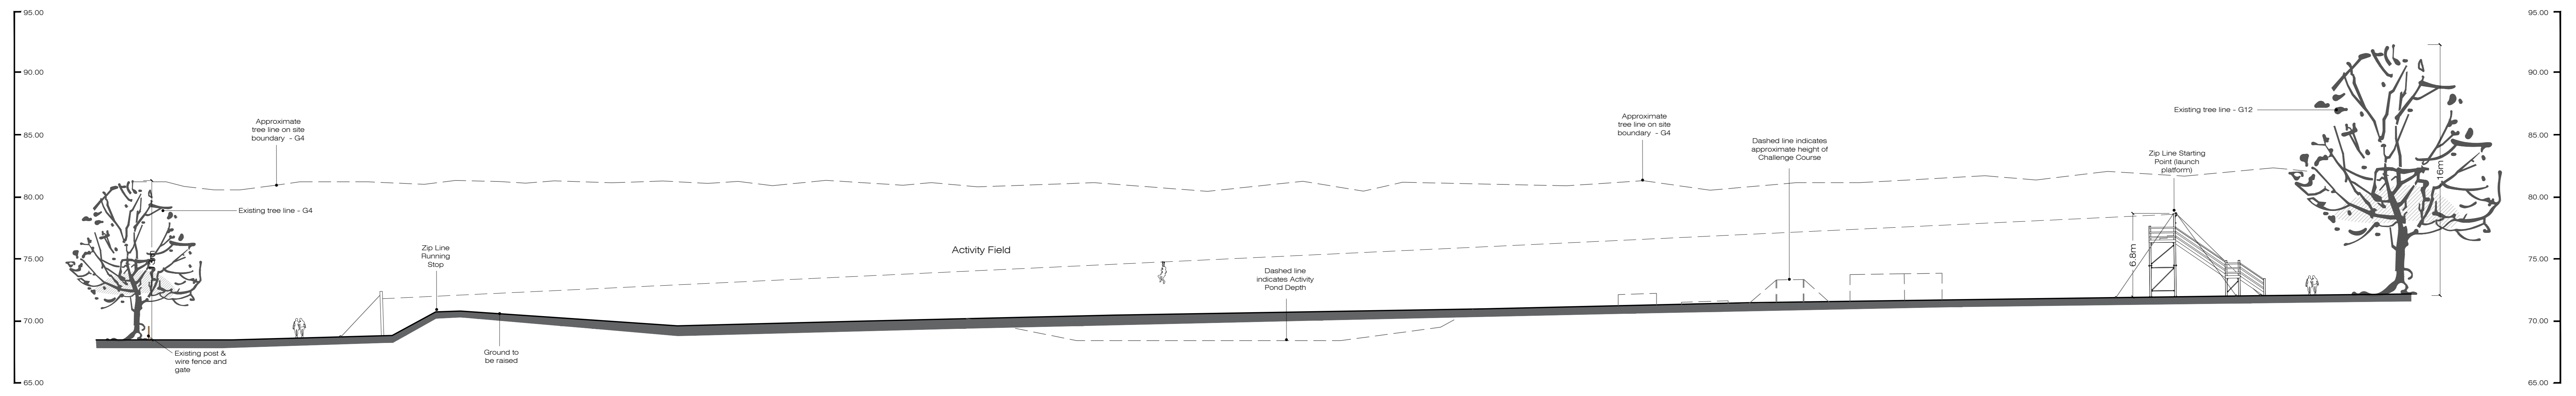 95.00
90.00
85.00
80.00
75.00
70.00
65.00
Approximate
tree line on site
boundary - G4
Existing tree line - G4
Existing post &
wire fence and
gate
Zip Line
Running
Stop
Ground to
be raised
Activity Field
Dashed line
indicates Activity
Pond Depth
Approximate
tree line on site
boundary - G4
Dashed line indicates
approximate height of
Challenge Course
Zip Line Starting
Point (launch
platform)
6.8m
Existing tree line - G12
16m
95.00
90.00
85.00
80.00
75.00
70.00
65.00